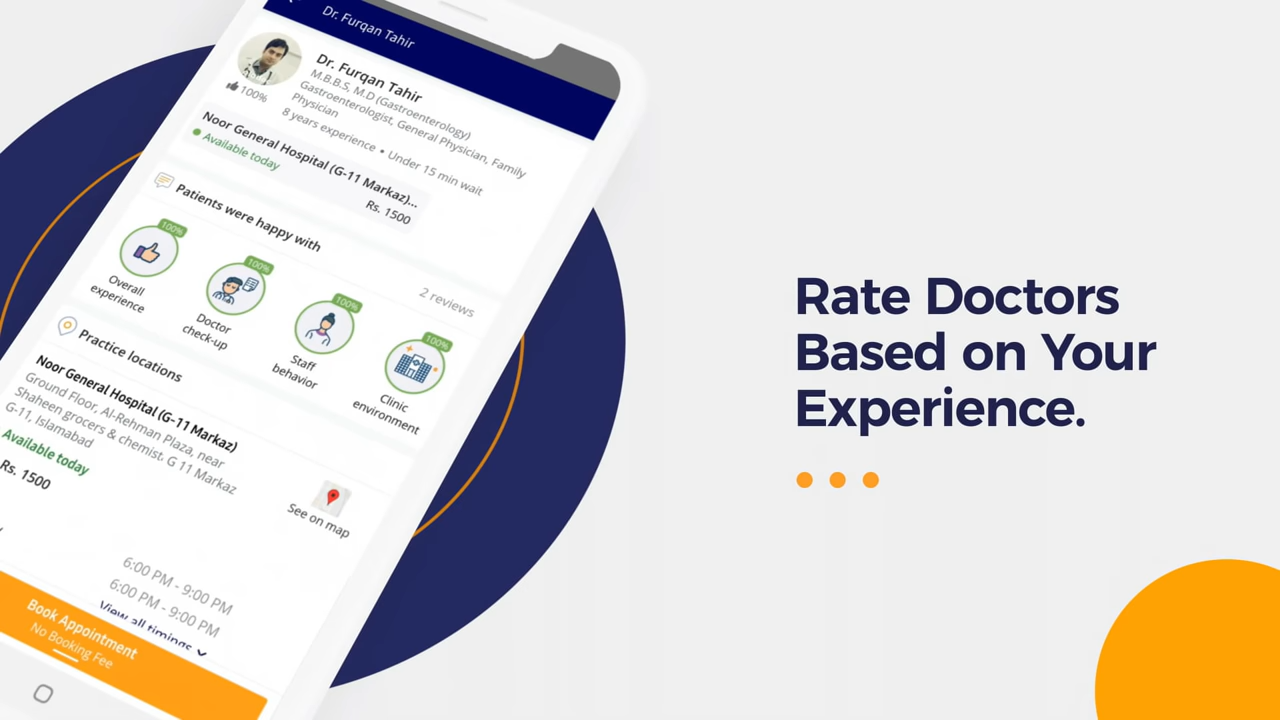 Dr. Furqan Tahir
Dr. Furqan Tahir
M.B.B.S, M.D (Gastroenterology)
Gastroenterologist, General Physician, Family
Physician
8 years experience • Under 15 min wait
100%
Noor General Hospital (G-11 Markaz)...
Available today
Rs. 1500
Patients were happy with
2 reviews
100%
Overall
experience
100%
Doctor
check-up
100%
Staff
behavior
100%
Clinic
environment
Practice locations
Noor General Hospital (G-11 Markaz)
Ground Floor, Al-Rehman Plaza, near
Shaheen grocers & chemist. G 11 Markaz
G-11, Islamabad
Available today
Rs. 1500
See on map
6:00 PM - 9:00 PM
6:00 PM - 9:00 PM
View all timings
Book Appointment
No Booking Fee
Rate Doctors
Based on Your
Experience.